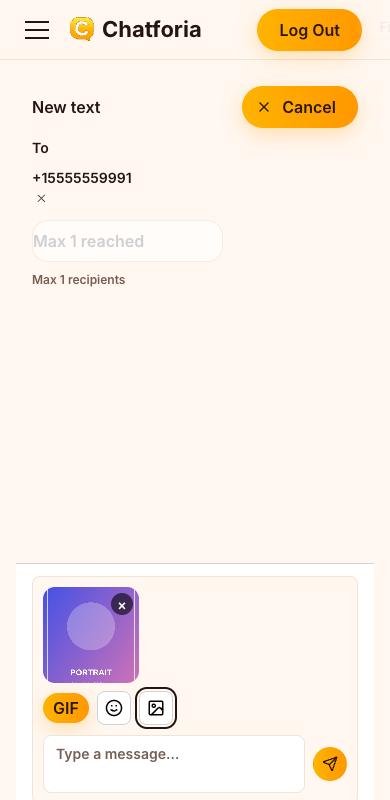 Chatforia
Log Out
New text
× Cancel
To
+15555559991
×
Max 1 reached
Max 1 recipients
×
PORTRAIT
GIF
Type a message...